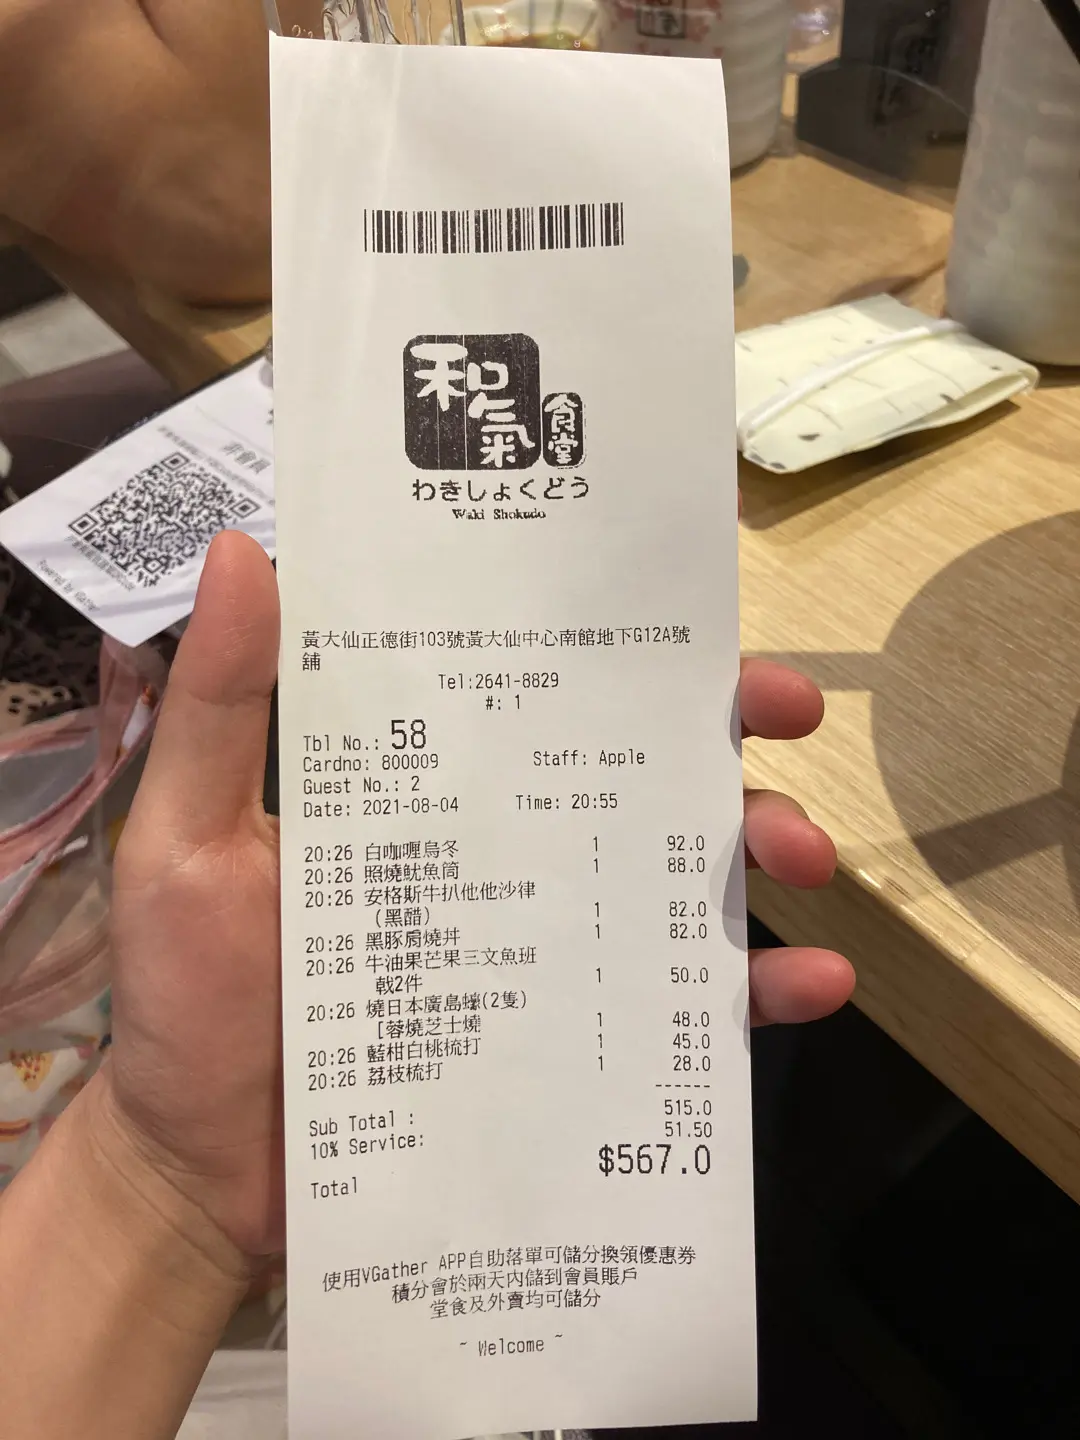 和氣
食堂
わきしょくどう
Waki Shokudo
黃大仙正德街103號黃大仙中心南館地下G12A號
舖
Tel:2641-8829
#: 1
Tbl No.: 58
Cardno: 800009 Staff: Apple
Guest No.: 2
Date: 2021-08-04 Time: 20:55
20:26 白咖喱烏冬 1 92.0
20:26 照燒魷魚筒 1 88.0
20:26 安格斯牛扒他他沙律
(黑醋) 1 82.0
20:26 黑豚肩燒丼 1 82.0
20:26 牛油果芒果三文魚班
戟2件 1 50.0
20:26 燒日本廣島蠔(2隻)
[蓉燒芝士燒 1 48.0
20:26 藍柑白桃梳打 1 45.0
20:26 荔枝梳打 1 28.0
------
Sub Total : 515.0
10% Service: 51.50
Total $567.0
使用VGather APP自助落單可儲分換領優惠券
積分會於兩天內儲到會員賬戶
堂食及外賣均可儲分
~ Welcome ~
非會員